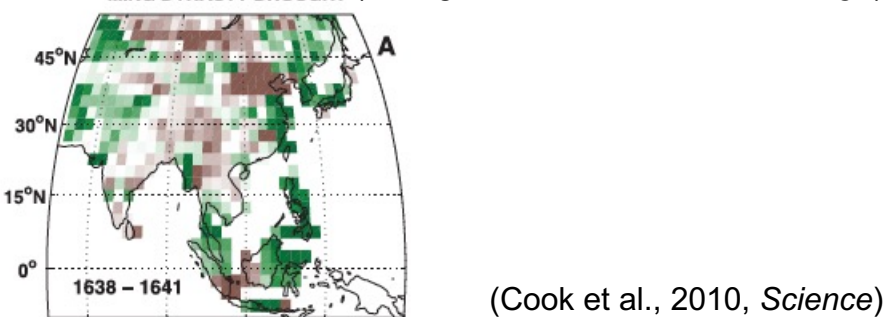 A
45°N
30°N
15°N
0°
1638 – 1641
(Cook et al., 2010, Science)